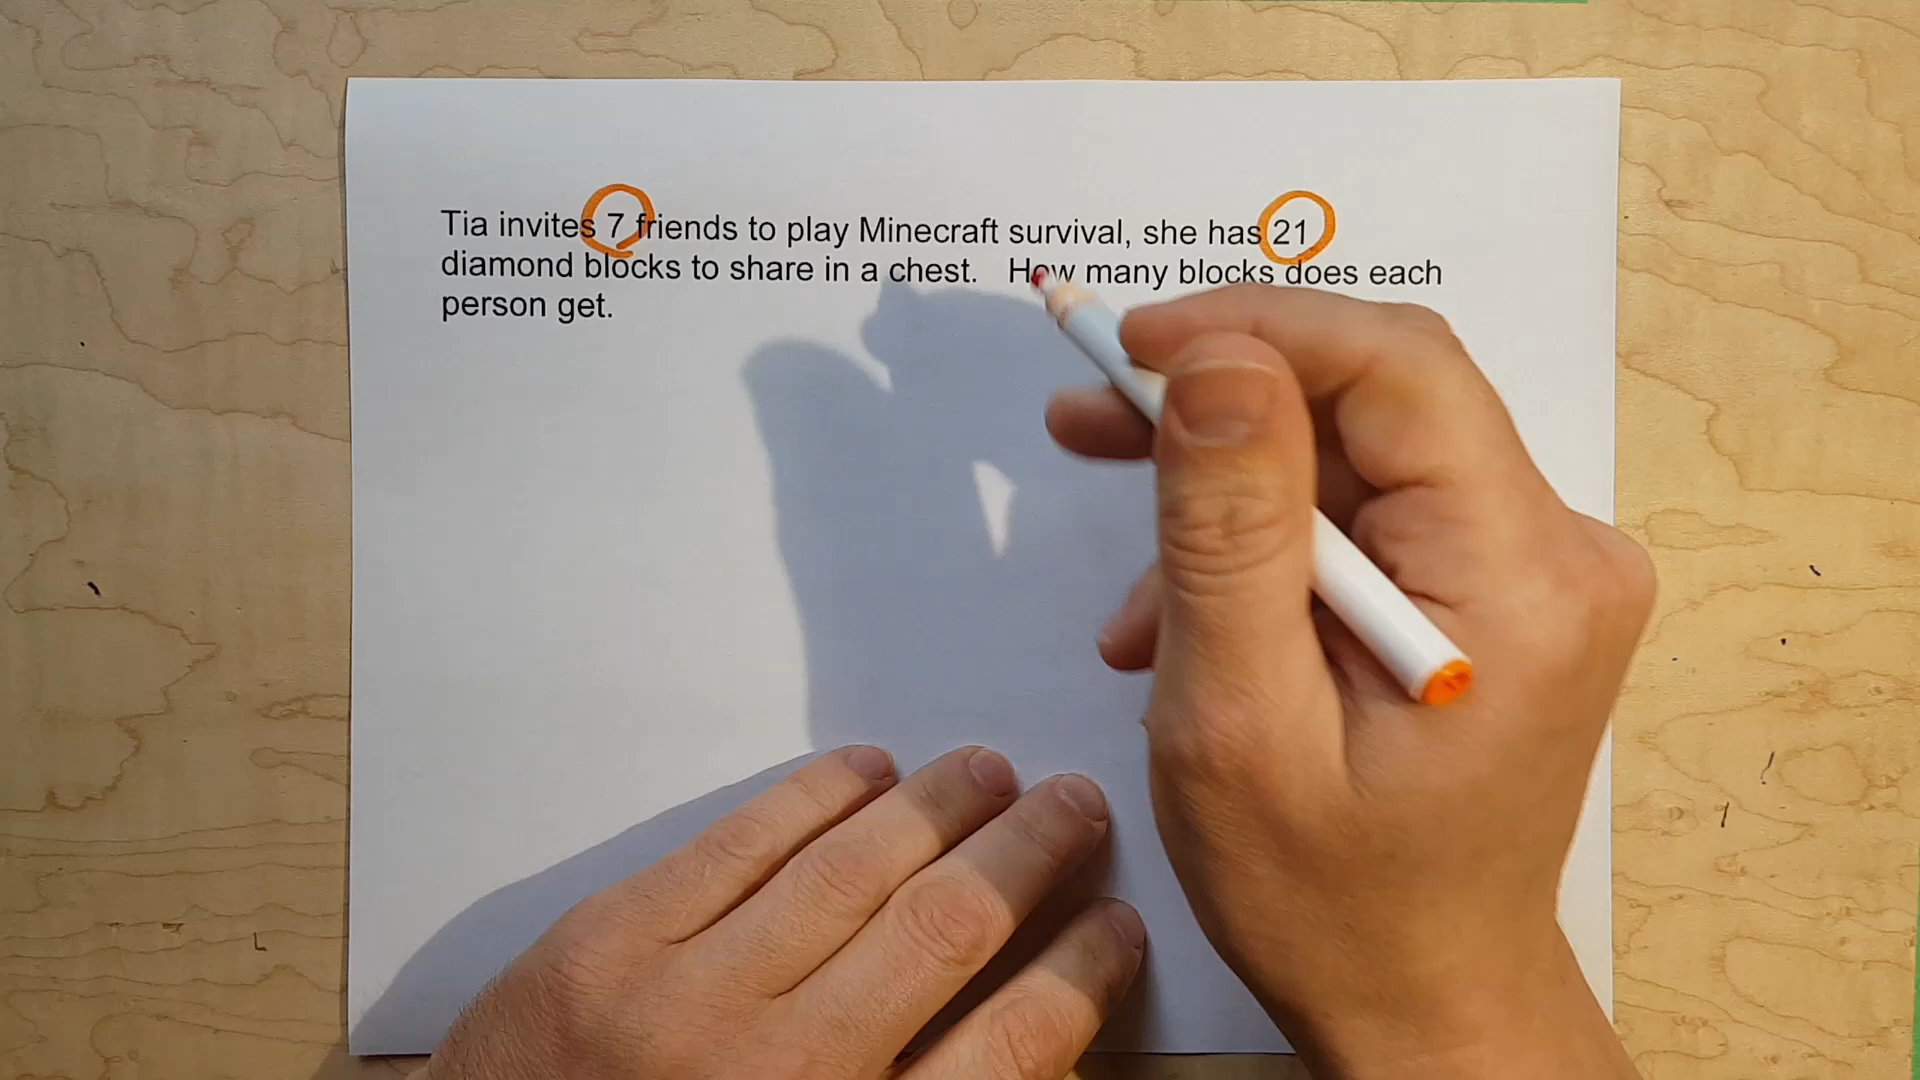 Tia invites 7 friends to play Minecraft survival, she has 21
diamond blocks to share in a chest. How many blocks does each
person get.